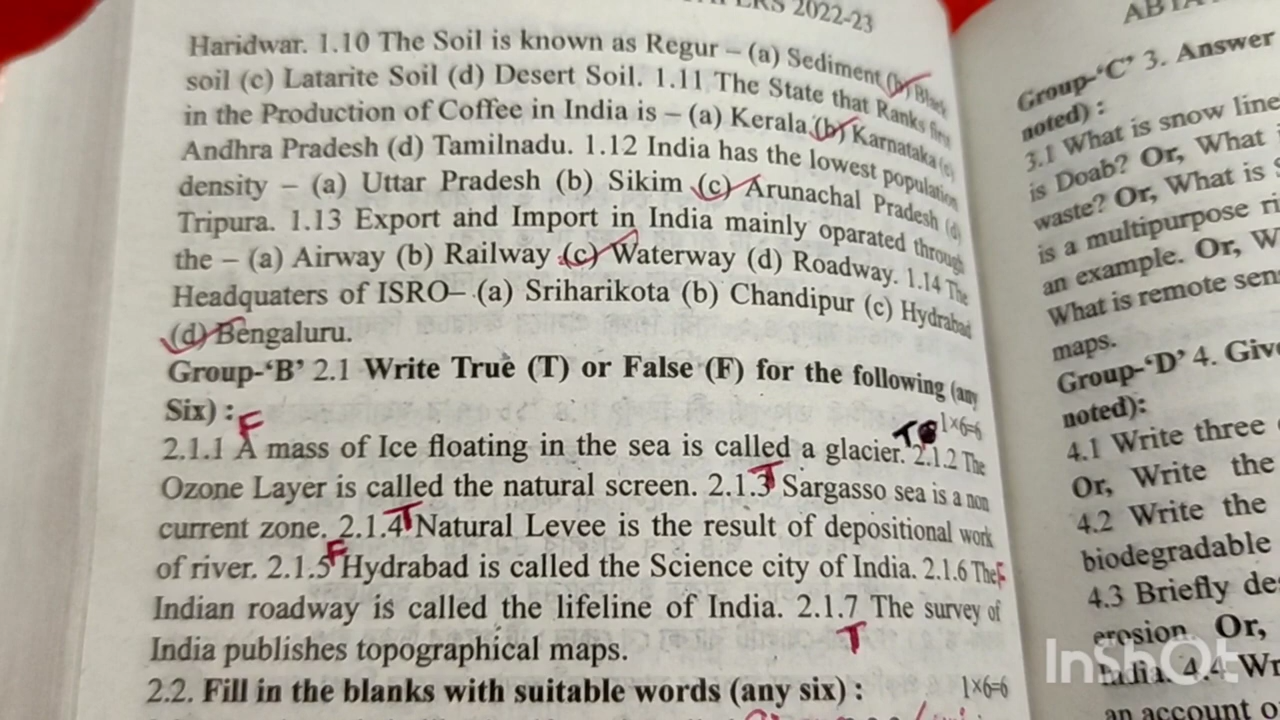 ERS 2022-23
Haridwar. 1.10 The Soil is known as Regur – (a) Sediment (b) Black
soil (c) Latarite Soil (d) Desert Soil. 1.11 The State that Ranks first
in the Production of Coffee in India is – (a) Kerala (b) Karnataka (c)
Andhra Pradesh (d) Tamilnadu. 1.12 India has the lowest population
density – (a) Uttar Pradesh (b) Sikim (c) Arunachal Pradesh (d)
Tripura. 1.13 Export and Import in India mainly oparated through
the – (a) Airway (b) Railway (c) Waterway (d) Roadway. 1.14 The
Headquaters of ISRO– (a) Sriharikota (b) Chandipur (c) Hydrabad
(d) Bengaluru.
Group-‘B’ 2.1 Write True (T) or False (F) for the following (any
Six) : 1×6=6
F T
2.1.1 A mass of Ice floating in the sea is called a glacier. 2.1.2 The
T
Ozone Layer is called the natural screen. 2.1.3 Sargasso sea is a non
T
current zone. 2.1.4 Natural Levee is the result of depositional work
F
of river. 2.1.5 Hydrabad is called the Science city of India. 2.1.6 The F
Indian roadway is called the lifeline of India. 2.1.7 The survey of
India publishes topographical maps. T
2.2. Fill in the blanks with suitable words (any six) : 1×6=6
Group-‘C’ 3. Answer
noted) :
3.1 What is snow line
is Doab? Or, What
waste? Or, What is
is a multipurpose ri
an example. Or, W
What is remote sen
maps.
Group-‘D’ 4. Give
noted):
4.1 Write three
Or, Write the
4.2 Write the
biodegradable
4.3 Briefly de
erosion. Or,
India. 4.4 Wr
an account o
InShOt